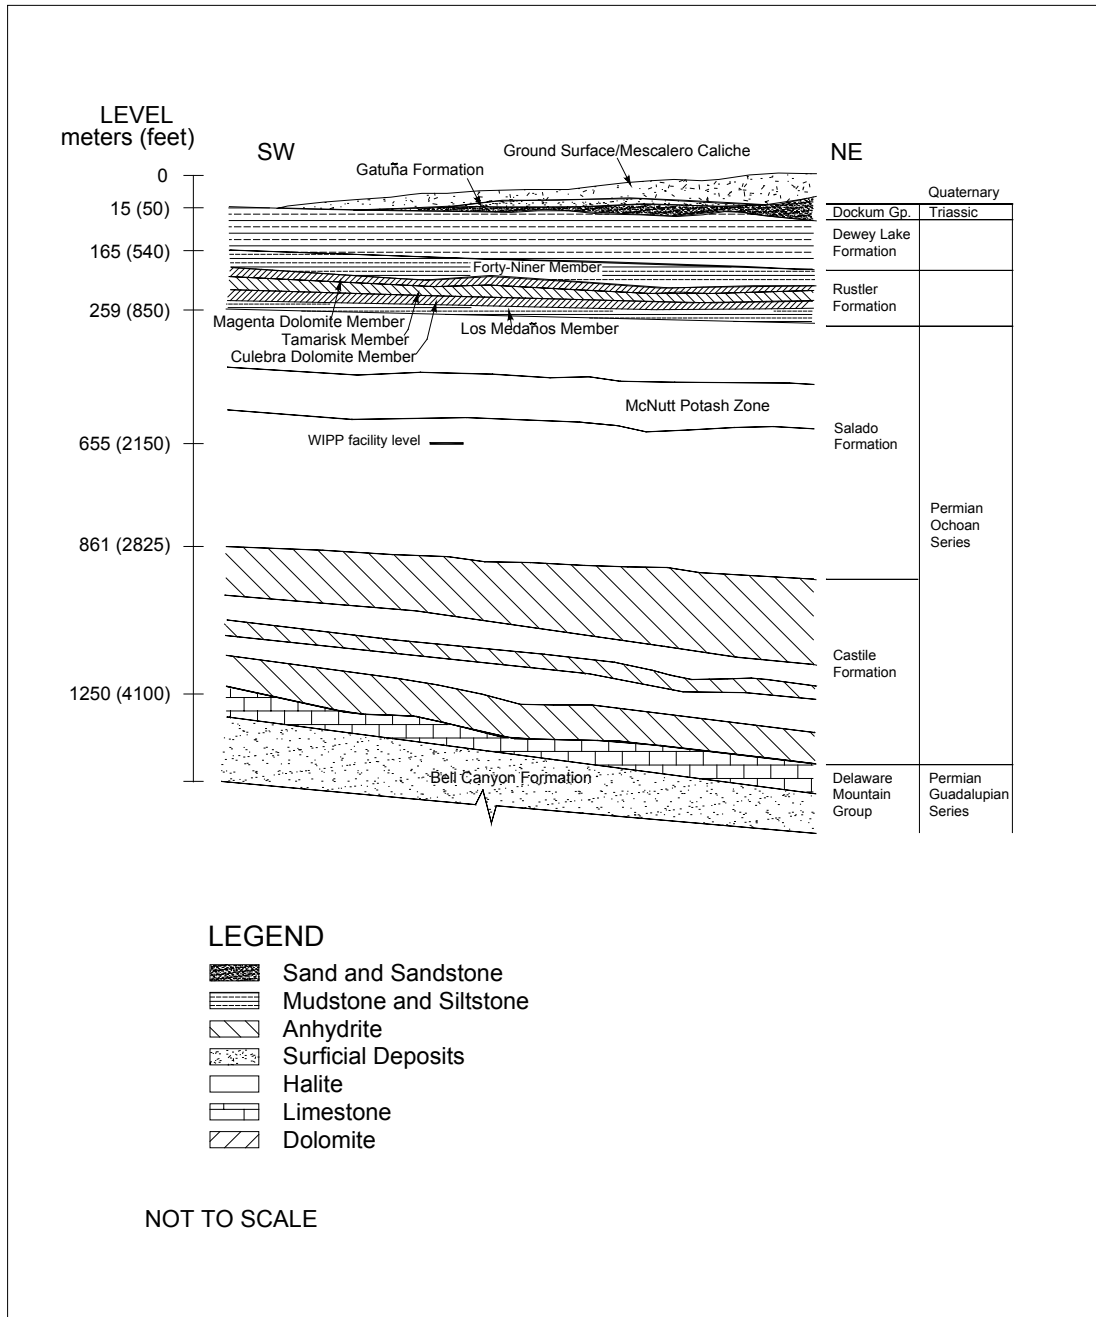 LEVEL
meters (feet)
SW
NE
Ground Surface/Mescalero Caliche
Gatuña Formation
0
15 (50)
165 (540)
259 (850)
655 (2150)
861 (2825)
1250 (4100)
Quaternary
Dockum Gp.
Triassic
Dewey Lake
Formation
Forty-Niner Member
Rustler
Formation
Magenta Dolomite Member
Tamarisk Member
Culebra Dolomite Member
Los Medaños Member
McNutt Potash Zone
WIPP facility level
Salado
Formation
Permian
Ochoan
Series
Castile
Formation
Bell Canyon Formation
Delaware
Mountain
Group
Permian
Guadalupian
Series
LEGEND
Sand and Sandstone
Mudstone and Siltstone
Anhydrite
Surficial Deposits
Halite
Limestone
Dolomite
NOT TO SCALE